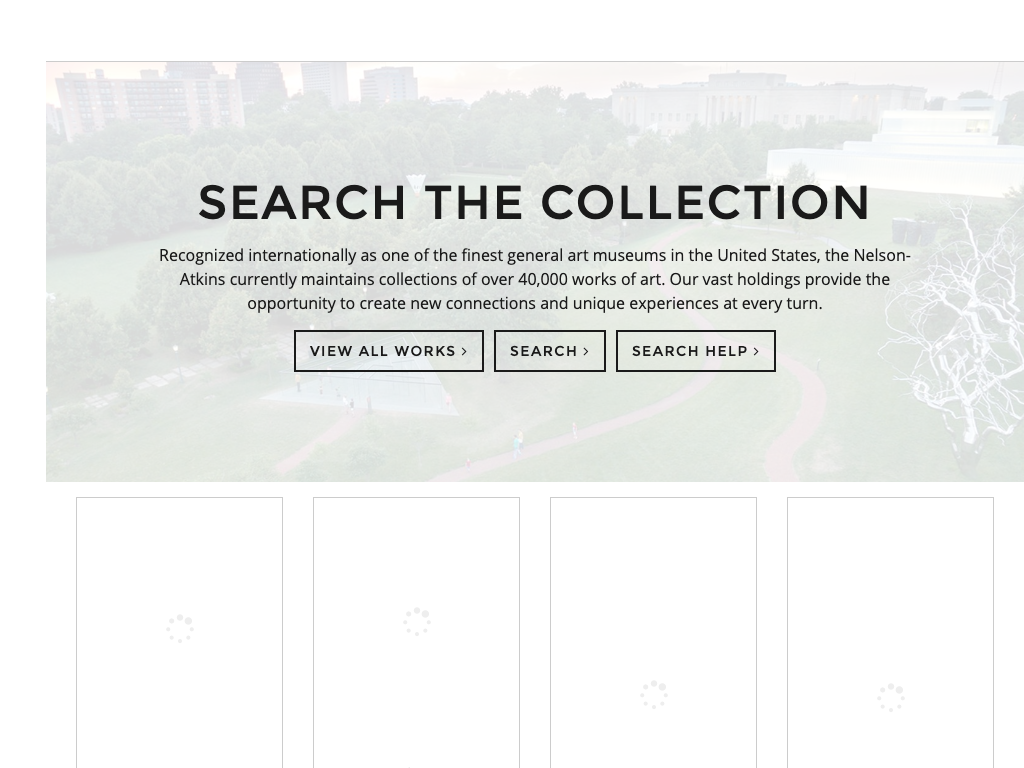 SEARCH THE COLLECTION
Recognized internationally as one of the finest general art museums in the United States, the Nelson-
Atkins currently maintains collections of over 40,000 works of art. Our vast holdings provide the
opportunity to create new connections and unique experiences at every turn.
VIEW ALL WORKS ›
SEARCH ›
SEARCH HELP ›